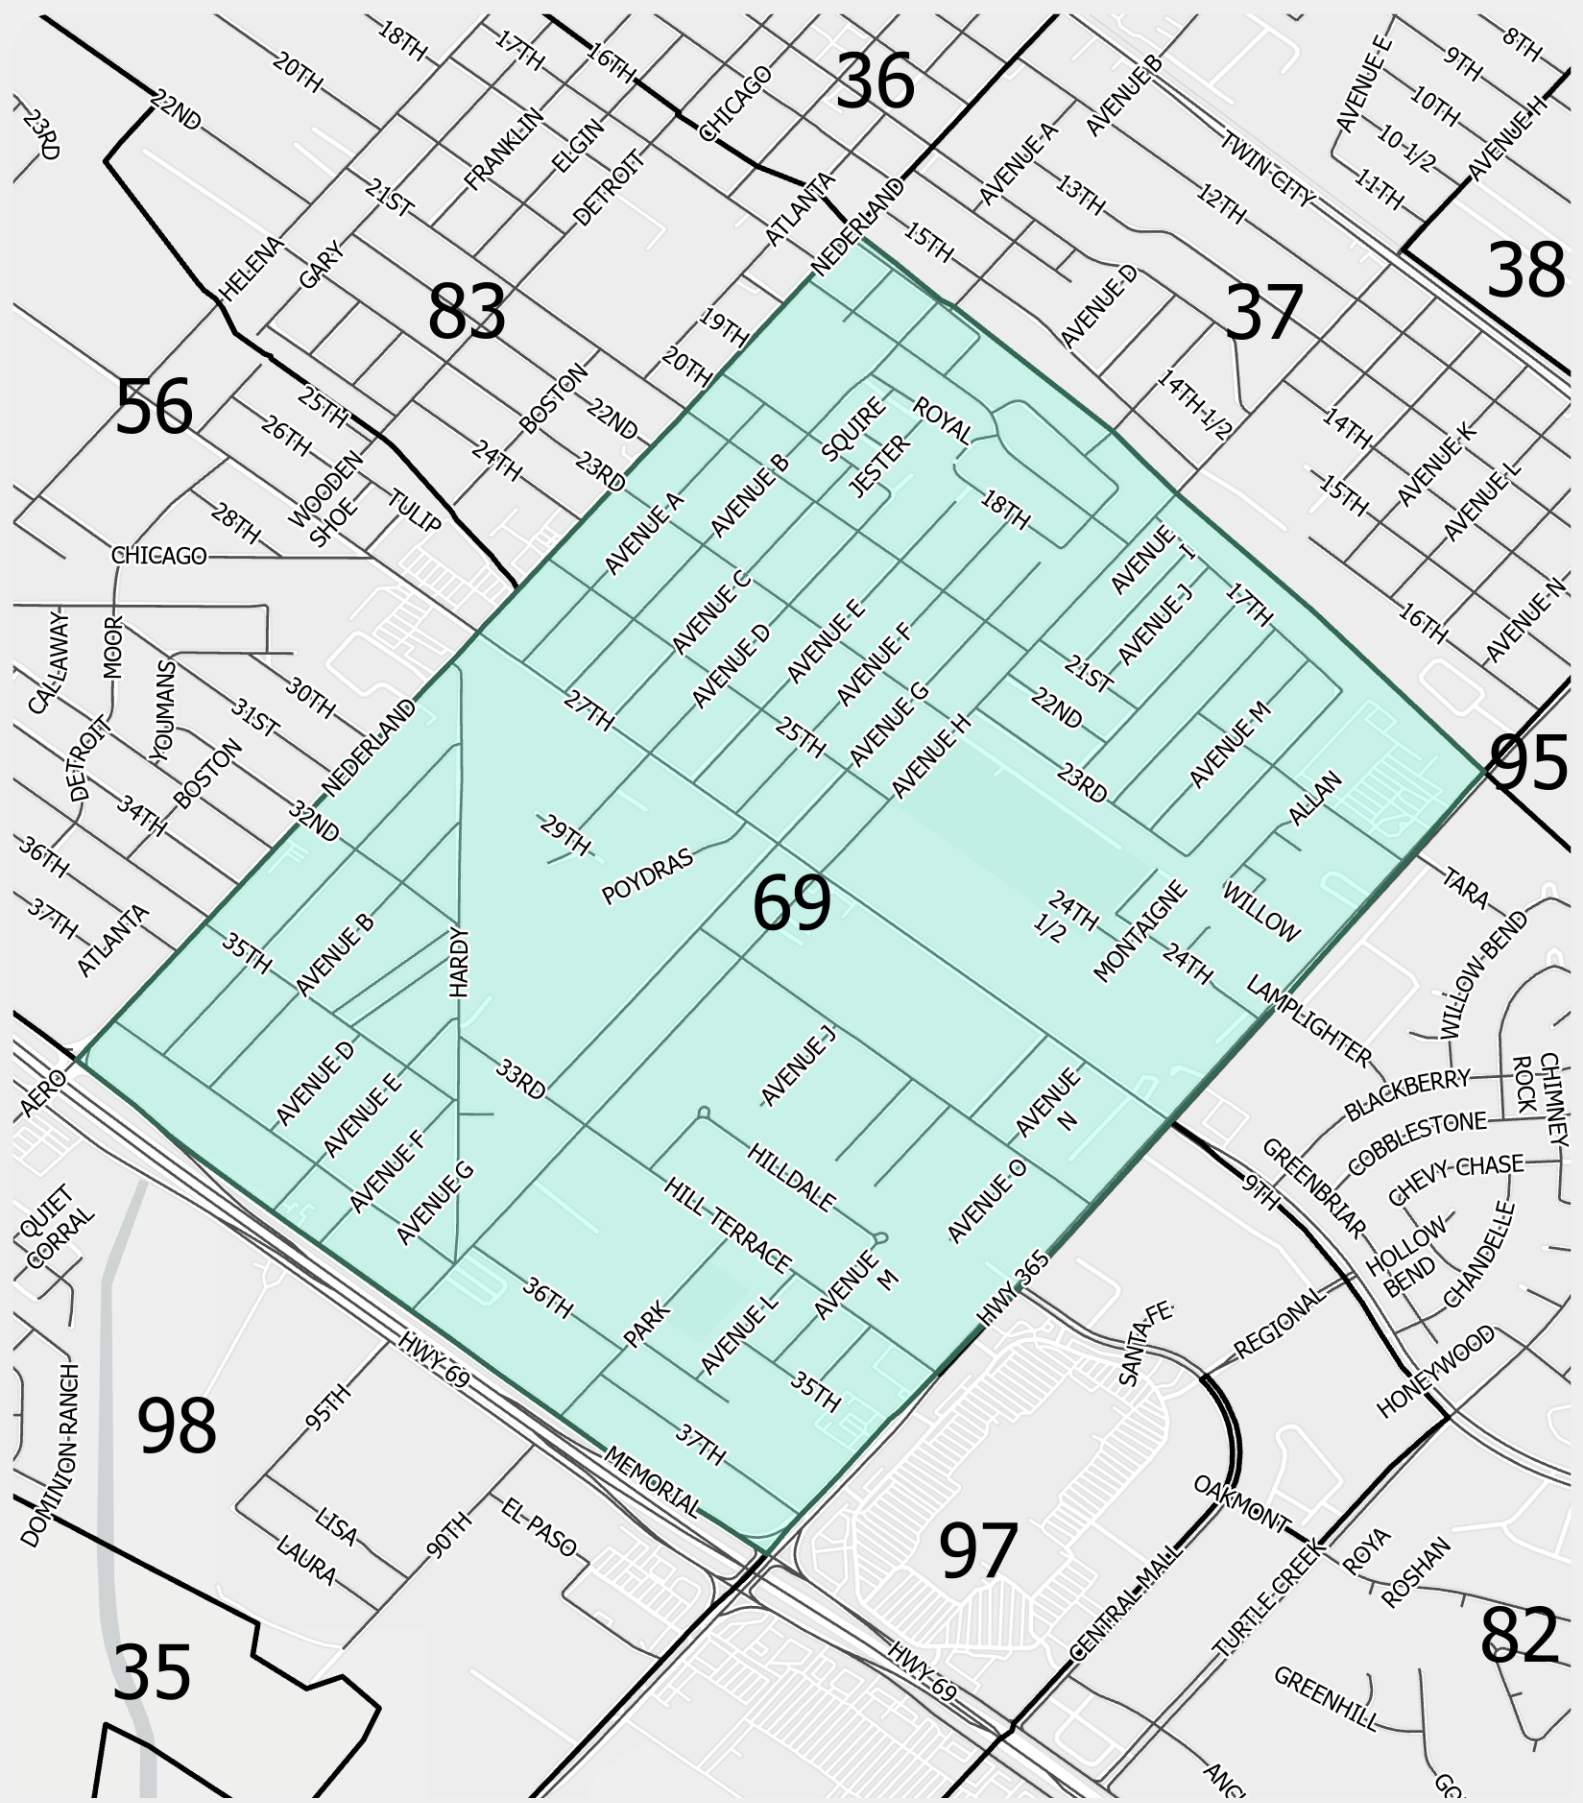 8TH
18TH
17TH
16TH
36
9TH
AVENUE E
20TH
CHICAGO
AVENUE B
10TH
22ND
AVENUE H
23RD
FRANKLIN
ELGIN
10-1/2
TWIN CITY
AVENUE A
11TH
DETROIT
13TH
12TH
21ST
ATLANTA
NEDERLAND
15TH
38
HELENA
GARY
AVENUE D
83
37
19TH
20TH
56
BOSTON
14TH-1/2
25TH
22ND
ROYAL
SQUIRE
14TH
26TH
24TH
23RD
JESTER
AVENUE K
WOODEN
SHOE
TULIP
AVENUE B
18TH
15TH
AVENUE L
28TH
AVENUE A
CHICAGO
AVENUE
I
17TH
AVENUE C
AVENUE J
16TH
AVENUE N
CALLAWAY
MOOR
AVENUE D
AVENUE E
AVENUE F
21ST
YOUMANS
30TH
31ST
27TH
22ND
AVENUE G
25TH
AVENUE H
AVENUE M
NEDERLAND
DETROIT
BOSTON
23RD
95
ALLAN
34TH
32ND
29TH
POYDRAS
36TH
69
TARA
37TH
ATLANTA
24TH
1/2
MONTAIGNE
WILLOW
35TH
AVENUE B
HARDY
24TH
WILLOW BEND
LAMPLIGHTER
AERO
AVENUE D
33RD
AVENUE J
AVENUE
N
BLACKBERRY
CHIMNEY
ROCK
CHIMNEY
AVENUE E
COBBLESTONE
AVENUE F
HILLDALE
GREENBRIAR
CHEVY CHASE
AVENUE G
HILL TERRACE
AVENUE O
9TH
QUIET
CORRAL
HOLLOW
BEND
CHANDELLE
36TH
AVENUE
M
HWY 365
PARK
AVENUE L
SANTA FE
REGIONAL
HWY 69
35TH
HONEYWOOD
DOMINION RANCH
98
95TH
37TH
MEMORIAL
OAKMONT
LISA
90TH
EL PASO
97
LAURA
ROYA
ROSHAN
CENTRAL MALL
TURTLE CREEK
82
35
HWY 69
GREENHILL